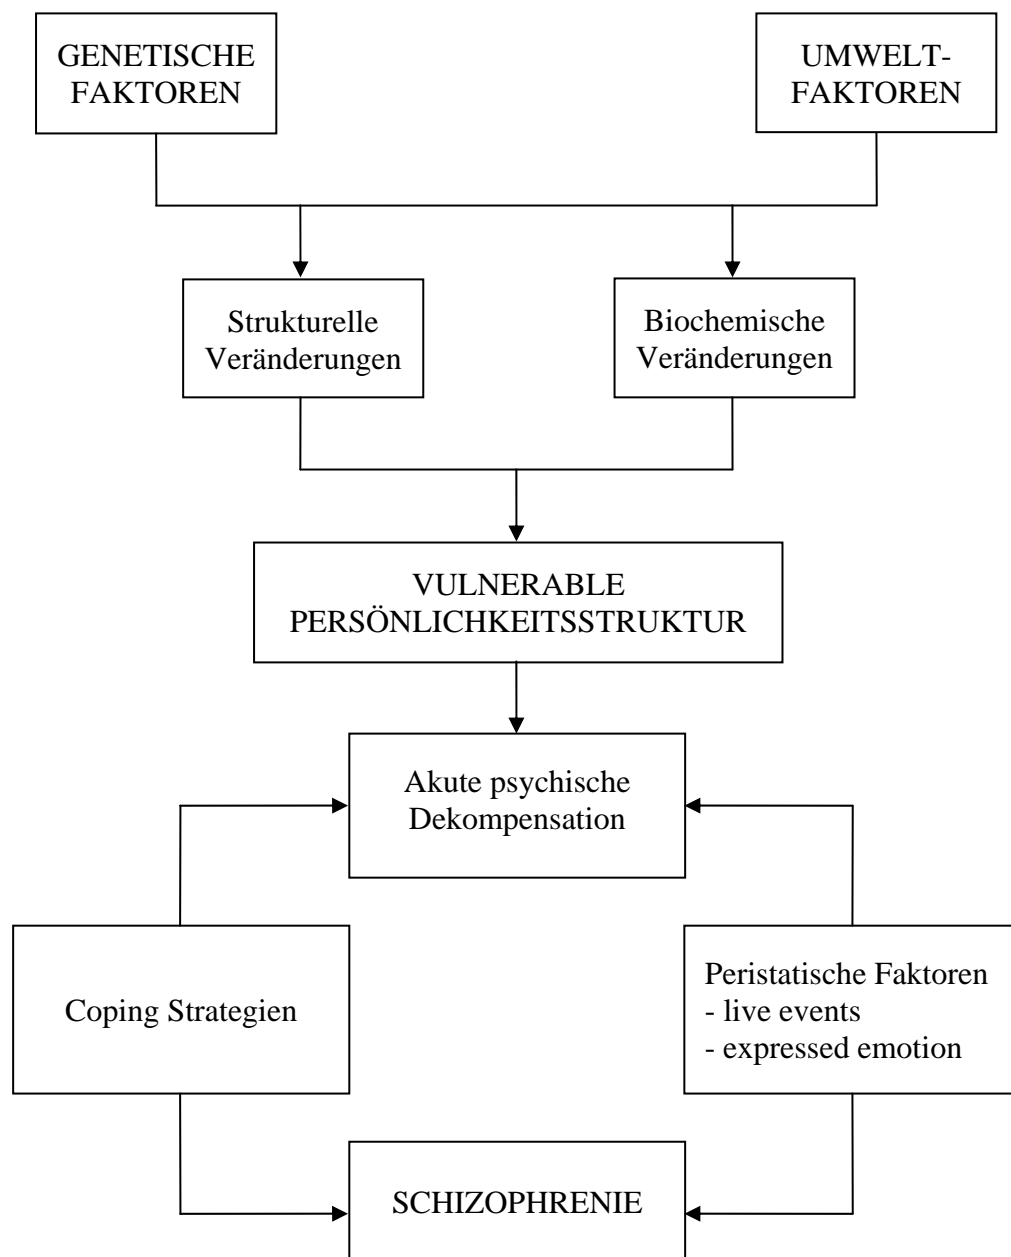 GENETISCHE
FAKTOREN
UMWELT-
FAKTOREN
Strukturelle
Veränderungen
Biochemische
Veränderungen
VULNERABLE
PERSÖNLICHKEITSSTRUKTUR
Akute psychische
Dekompensation
Coping Strategien
Peristatische Faktoren
- live events
- expressed emotion
SCHIZOPHRENIE